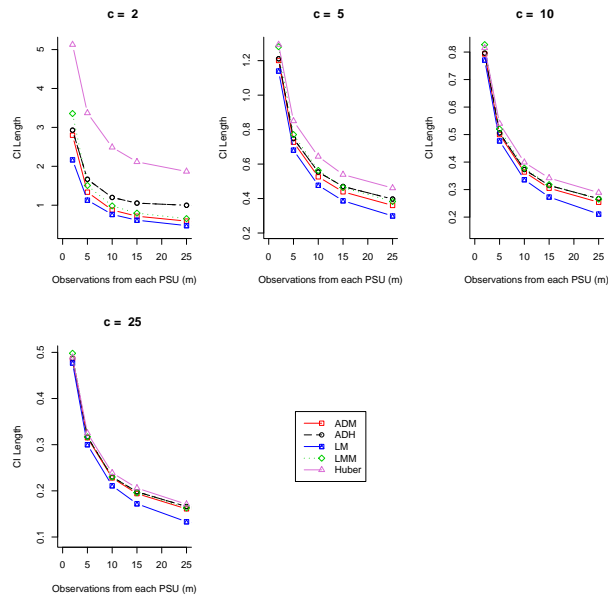 c = 2
CI Length
5
4
3
2
1
0 5 10 15 20 25
Observations from each PSU (m)
c = 5
CI Length
1.2
1.0
0.8
0.6
0.4
0.2
0 5 10 15 20 25
Observations from each PSU (m)
c = 10
CI Length
0.8
0.7
0.6
0.5
0.4
0.3
0.2
0 5 10 15 20 25
Observations from each PSU (m)
c = 25
CI Length
0.5
0.4
0.3
0.2
0.1
0 5 10 15 20 25
Observations from each PSU (m)
ADM
ADH
LM
LMM
Huber